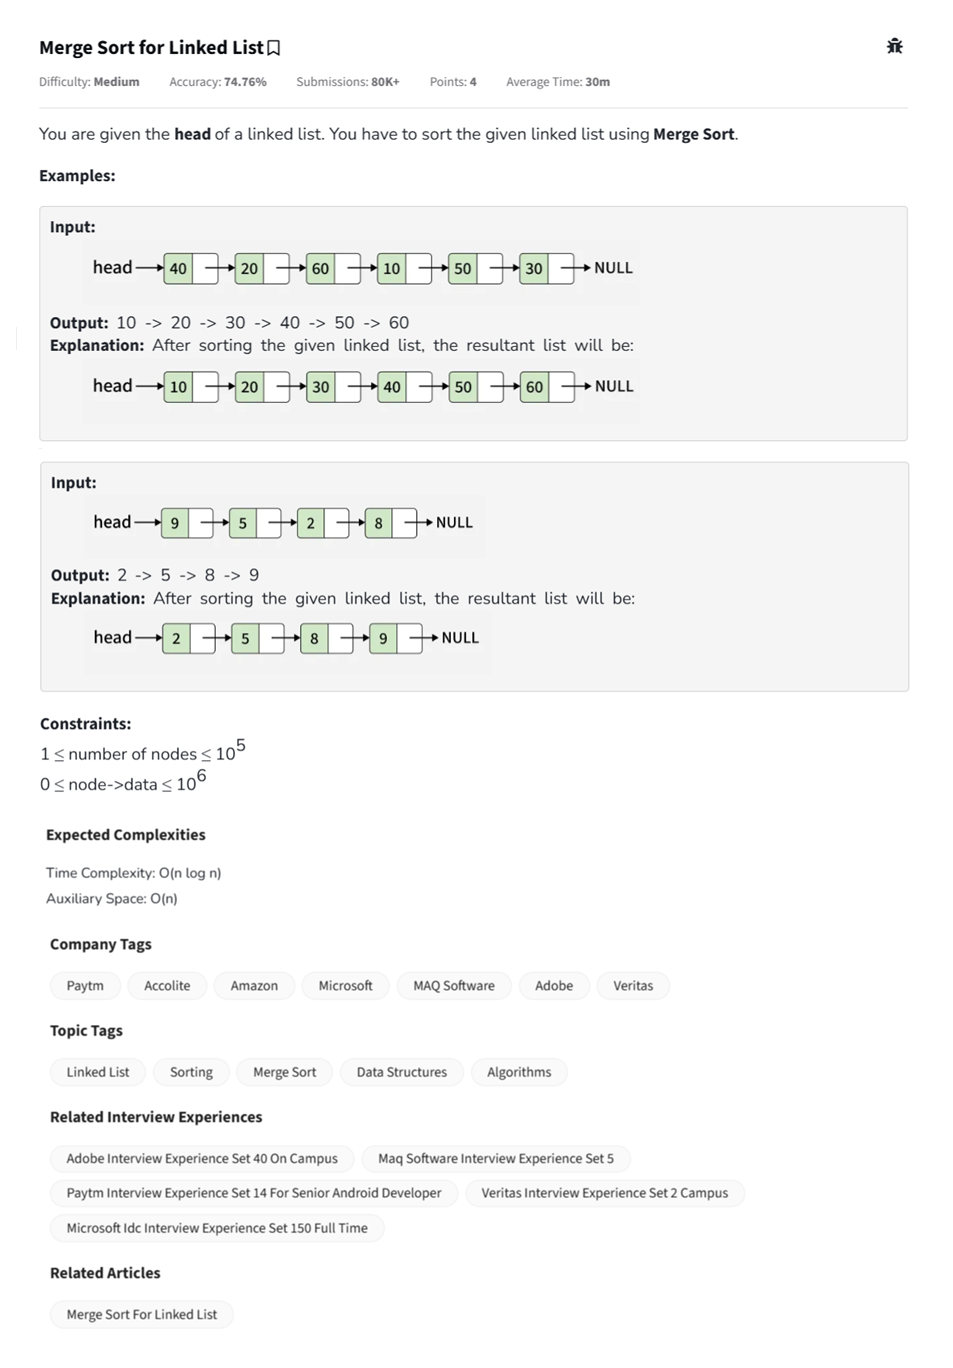 Merge Sort for Linked List
Difficulty: Medium Accuracy: 74.76% Submissions: 80K+ Points: 4 Average Time: 30m
You are given the head of a linked list. You have to sort the given linked list using Merge Sort.
Examples:
Input:
head 40 20 60 10 50 30 NULL
Output: 10 -> 20 -> 30 -> 40 -> 50 -> 60
Explanation: After sorting the given linked list, the resultant list will be:
head 10 20 30 40 50 60 NULL
Input:
head 9 5 2 8 NULL
Output: 2 -> 5 -> 8 -> 9
Explanation: After sorting the given linked list, the resultant list will be:
head 2 5 8 9 NULL
Constraints:
1 ≤ number of nodes ≤ 10^5
0 ≤ node->data ≤ 10^6
Expected Complexities
Time Complexity: O(n log n)
Auxiliary Space: O(n)
Company Tags
Paytm Accolite Amazon Microsoft MAQ Software Adobe Veritas
Topic Tags
Linked List Sorting Merge Sort Data Structures Algorithms
Related Interview Experiences
Adobe Interview Experience Set 40 On Campus Maq Software Interview Experience Set 5
Paytm Interview Experience Set 14 For Senior Android Developer Veritas Interview Experience Set 2 Campus
Microsoft Idc Interview Experience Set 150 Full Time
Related Articles
Merge Sort For Linked List